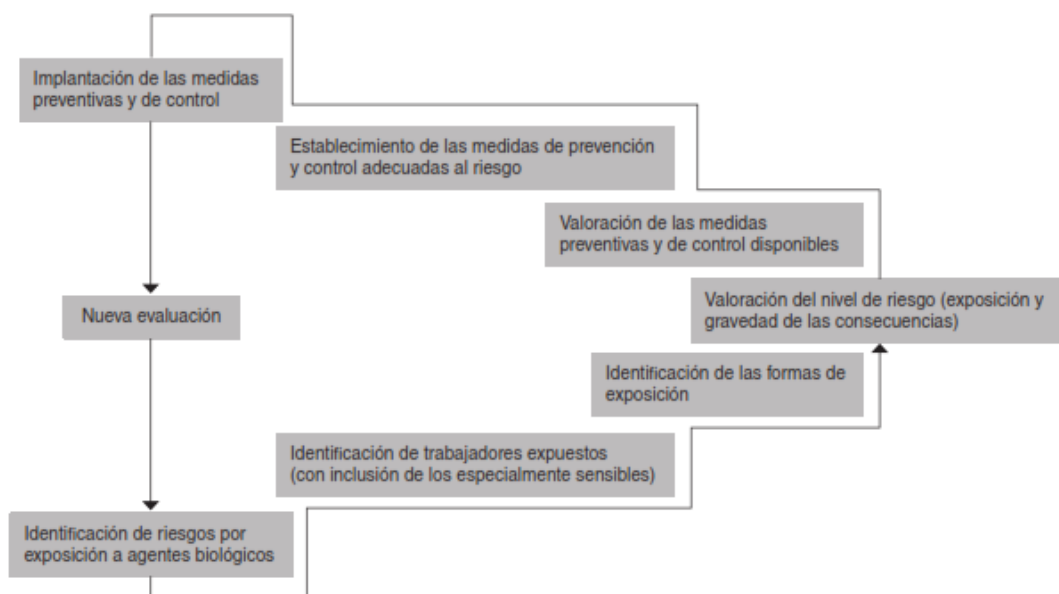 Implantación de las medidas
preventivas y de control
Establecimiento de las medidas de prevención
y control adecuadas al riesgo
Valoración de las medidas
preventivas y de control disponibles
Nueva evaluación
Valoración del nivel de riesgo (exposición y
gravedad de las consecuencias)
Identificación de las formas de
exposición
Identificación de trabajadores expuestos
(con inclusión de los especialmente sensibles)
Identificación de riesgos por
exposición a agentes biológicos